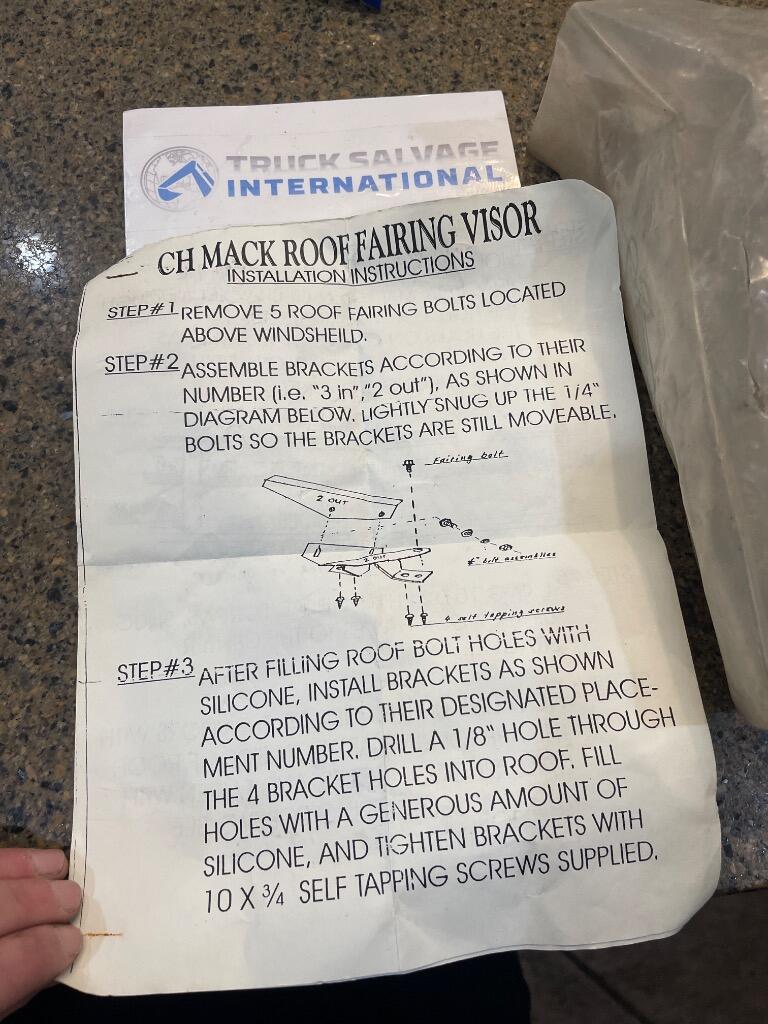 TRUCK SALVAGE
INTERNATIONAL
CH MACK ROOF FAIRING VISOR
INSTALLATION INSTRUCTIONS
STEP#1 REMOVE 5 ROOF FAIRING BOLTS LOCATED
ABOVE WINDSHEILD.
STEP#2 ASSEMBLE BRACKETS ACCORDING TO THEIR
NUMBER (i.e. "3 in","2 out"), AS SHOWN IN
DIAGRAM BELOW. LIGHTLY SNUG UP THE 1/4"
BOLTS SO THE BRACKETS ARE STILL MOVEABLE.
Fairing bolt
2 OUT
2 OUT
bolt assemblies
4 self tapping screws
STEP#3 AFTER FILLING ROOF BOLT HOLES WITH
SILICONE, INSTALL BRACKETS AS SHOWN
ACCORDING TO THEIR DESIGNATED PLACE-
MENT NUMBER. DRILL A 1/8" HOLE THROUGH
THE 4 BRACKET HOLES INTO ROOF. FILL
HOLES WITH A GENEROUS AMOUNT OF
SILICONE, AND TIGHTEN BRACKETS WITH
10 X ¾ SELF TAPPING SCREWS SUPPLIED.